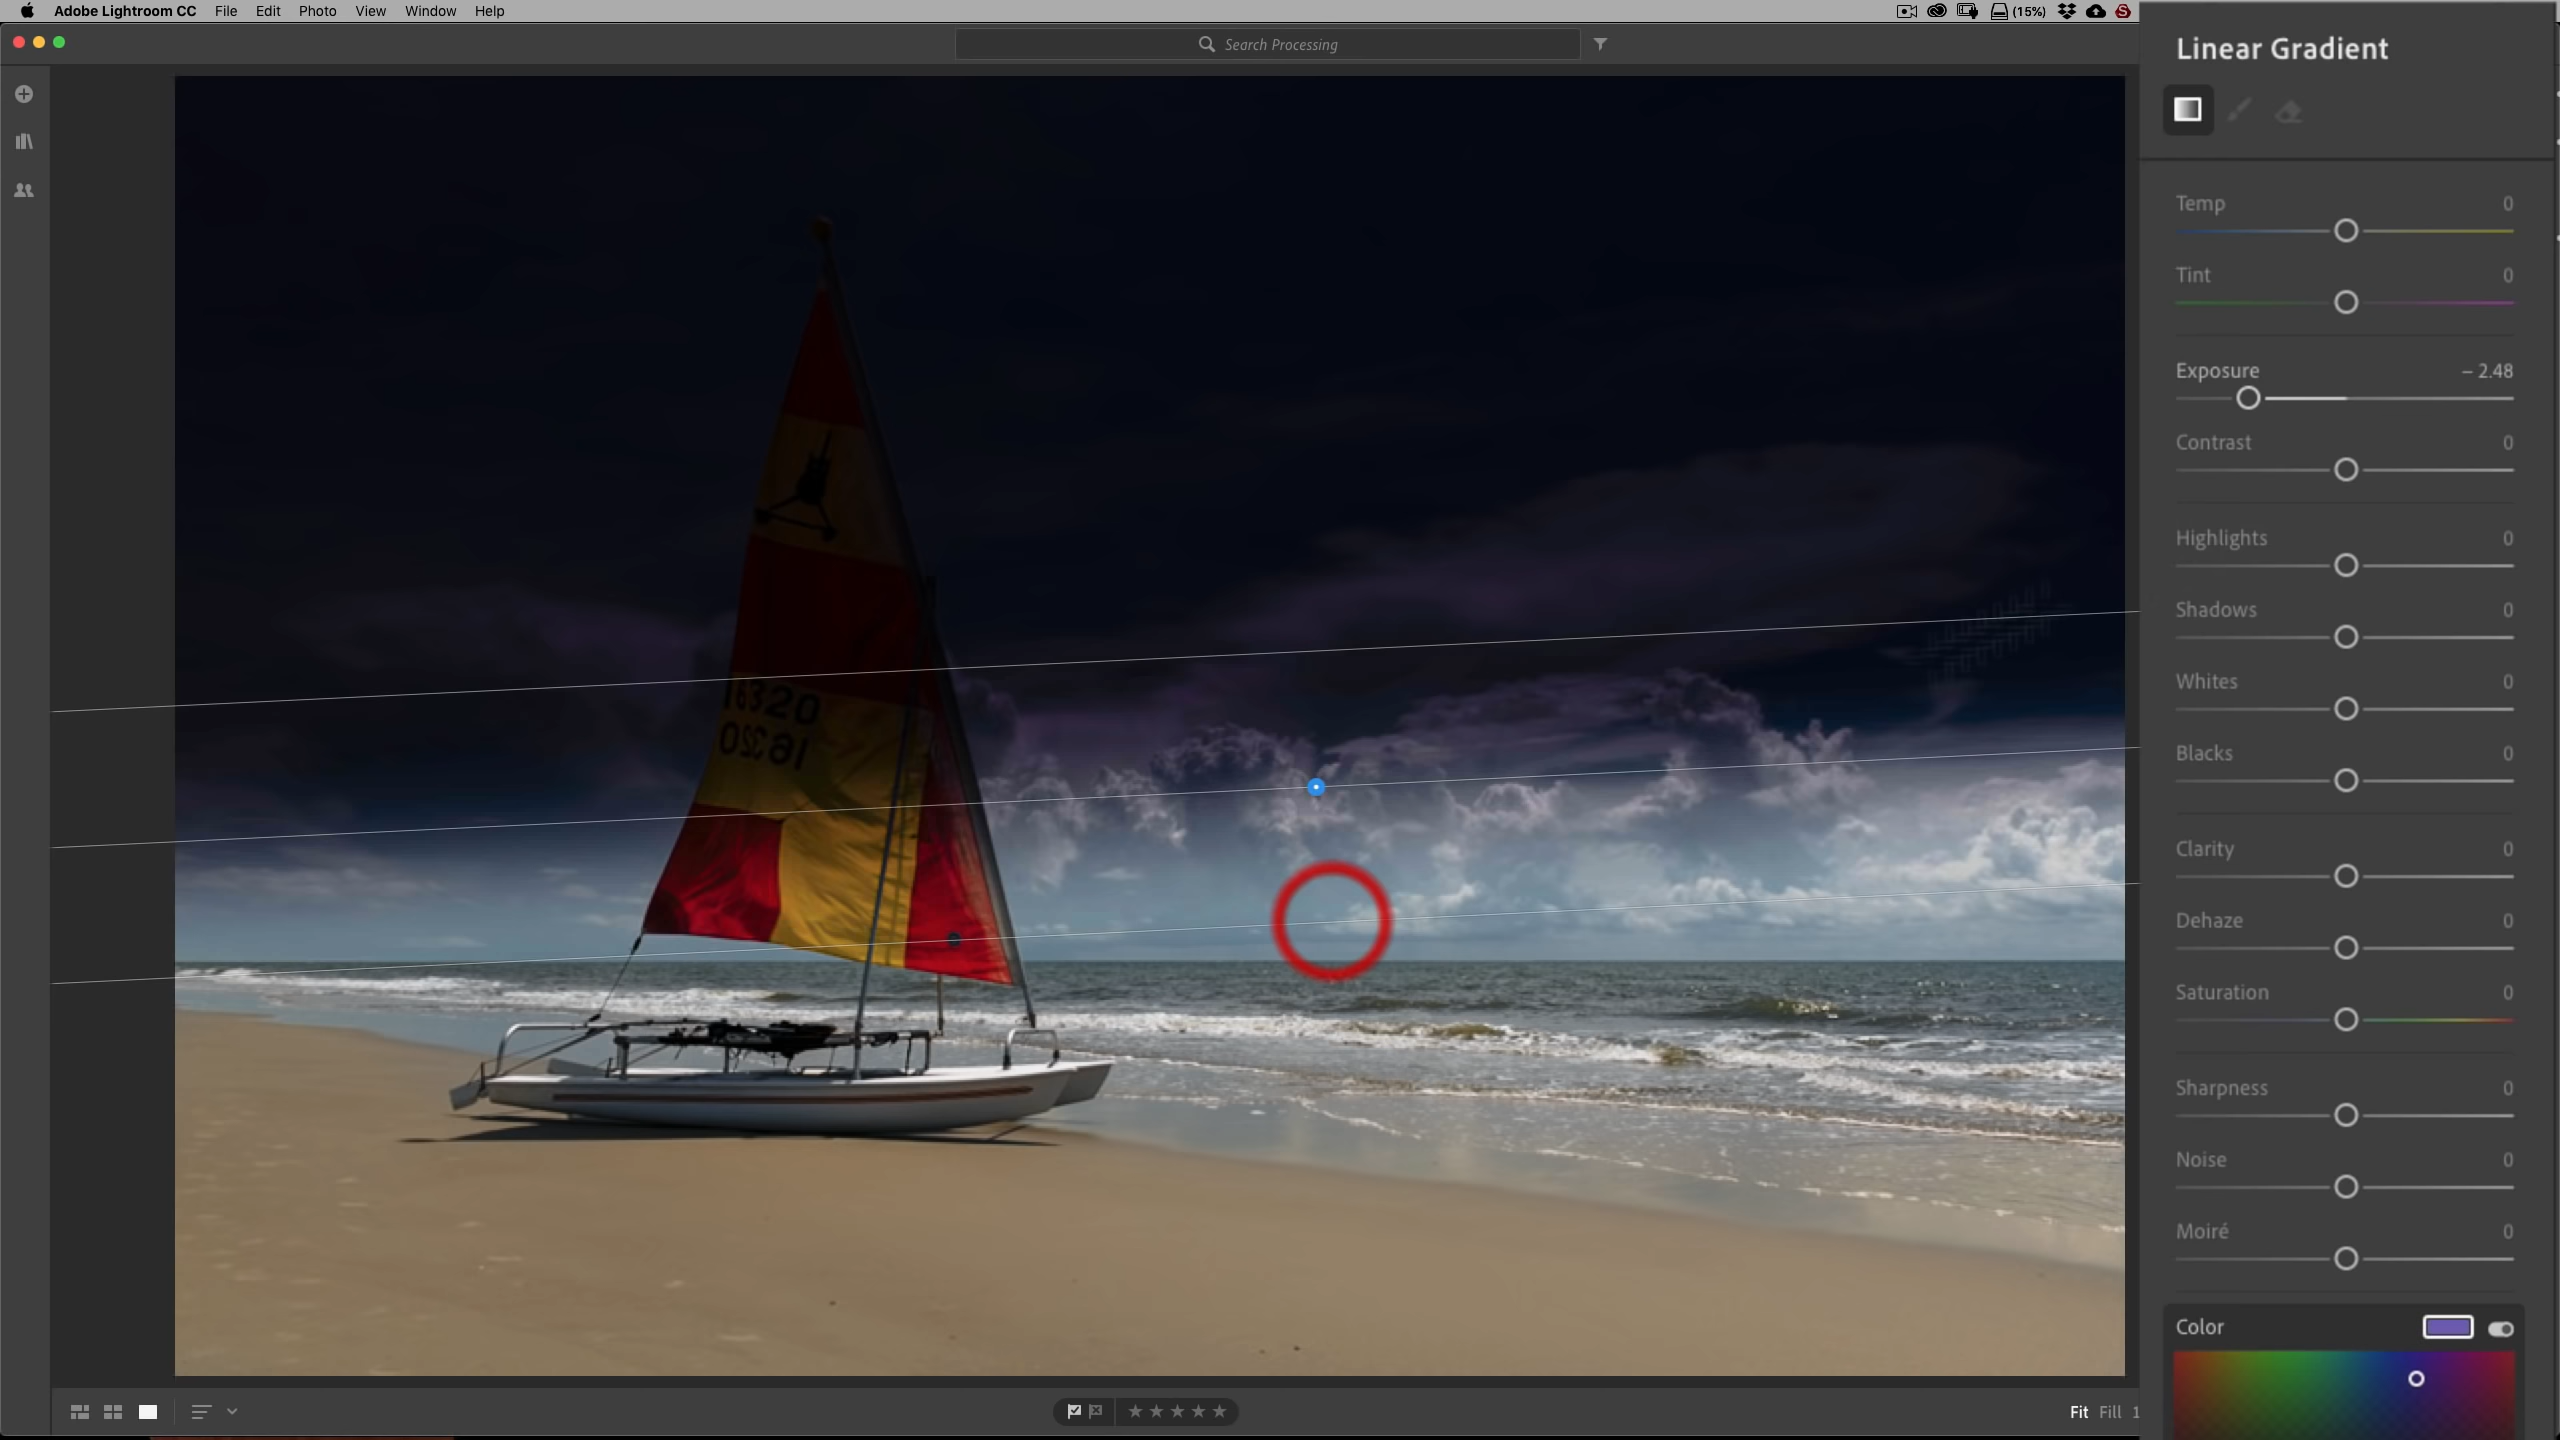 Adobe Lightroom CC File Edit Photo View Window Help (15%)
Search Processing
Linear Gradient
Temp 0
Tint 0
Exposure – 2.48
Contrast 0
Highlights 0
Shadows 0
Whites 0
Blacks 0
Clarity 0
Dehaze 0
Saturation 0
Sharpness 0
Noise 0
Moiré 0
Color
16320
Fit Fill 1